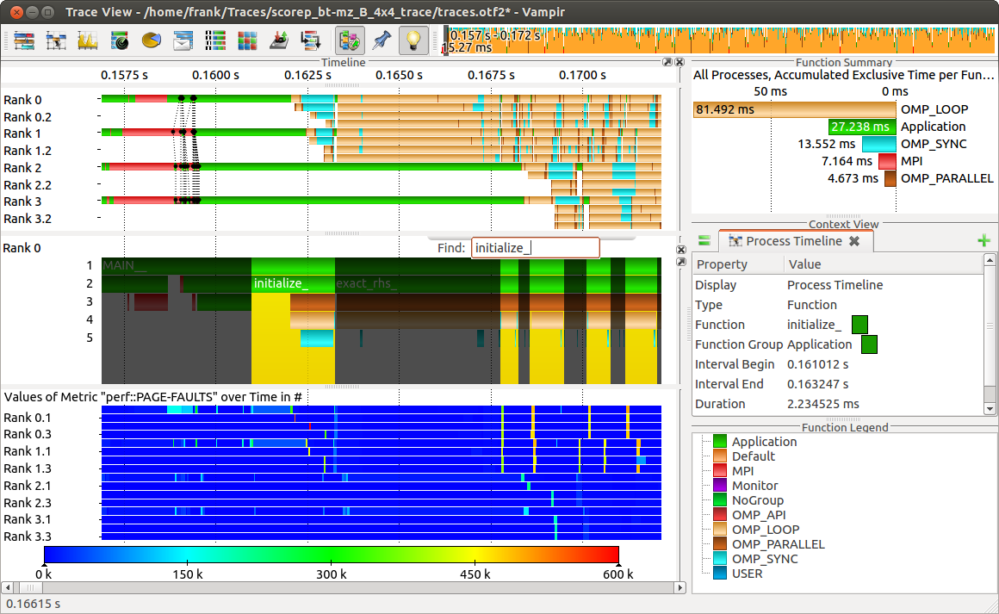 Trace View - /home/frank/Traces/scorep_bt-mz_B_4x4_trace/traces.otf2* - Vampir
0.157 s - 0.172 s
15.27 ms
Timeline
0.1575 s 0.1600 s 0.1625 s 0.1650 s 0.1675 s 0.1700 s
Rank 0
Rank 0.2
Rank 1
Rank 1.2
Rank 2
Rank 2.2
Rank 3
Rank 3.2
Rank 0
Find: initialize_
1 MAIN__
2 initialize_ exact_rhs_
3
4
5
Values of Metric "perf::PAGE-FAULTS" over Time in #
Rank 0.1
Rank 0.3
Rank 1.1
Rank 1.3
Rank 2.1
Rank 2.3
Rank 3.1
Rank 3.3
0 k 150 k 300 k 450 k 600 k
0.16615 s
Function Summary
All Processes, Accumulated Exclusive Time per Fun...
50 ms 0 ms
81.492 ms OMP_LOOP
27.238 ms Application
13.552 ms OMP_SYNC
7.164 ms MPI
4.673 ms OMP_PARALLEL
Context View
Process Timeline
Property Value
Display Process Timeline
Type Function
Function initialize_
Function Group Application
Interval Begin 0.161012 s
Interval End 0.163247 s
Duration 2.234525 ms
Function Legend
Application
Default
MPI
Monitor
NoGroup
OMP_API
OMP_LOOP
OMP_PARALLEL
OMP_SYNC
USER